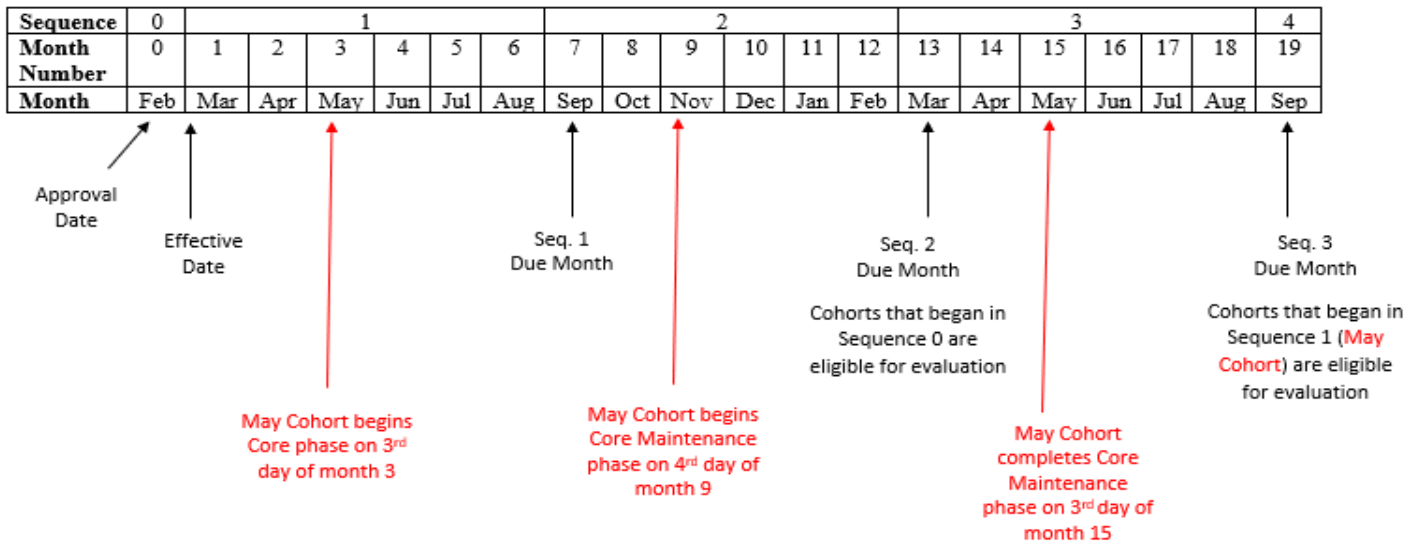 Sequence 0 1 2 3 4
Month Number 0 1 2 3 4 5 6 7 8 9 10 11 12 13 14 15 16 17 18 19
Month Feb Mar Apr May Jun Jul Aug Sep Oct Nov Dec Jan Feb Mar Apr May Jun Jul Aug Sep
Approval
Date
Effective
Date
May Cohort begins
Core phase on 3rd
day of month 3
Seq. 1
Due Month
May Cohort begins
Core Maintenance
phase on 4rd day of
month 9
Seq. 2
Due Month
Cohorts that began in
Sequence 0 are
eligible for evaluation
May Cohort
completes Core
Maintenance
phase on 3rd day of
month 15
Seq. 3
Due Month
Cohorts that began in
Sequence 1 (May
Cohort) are eligible
for evaluation